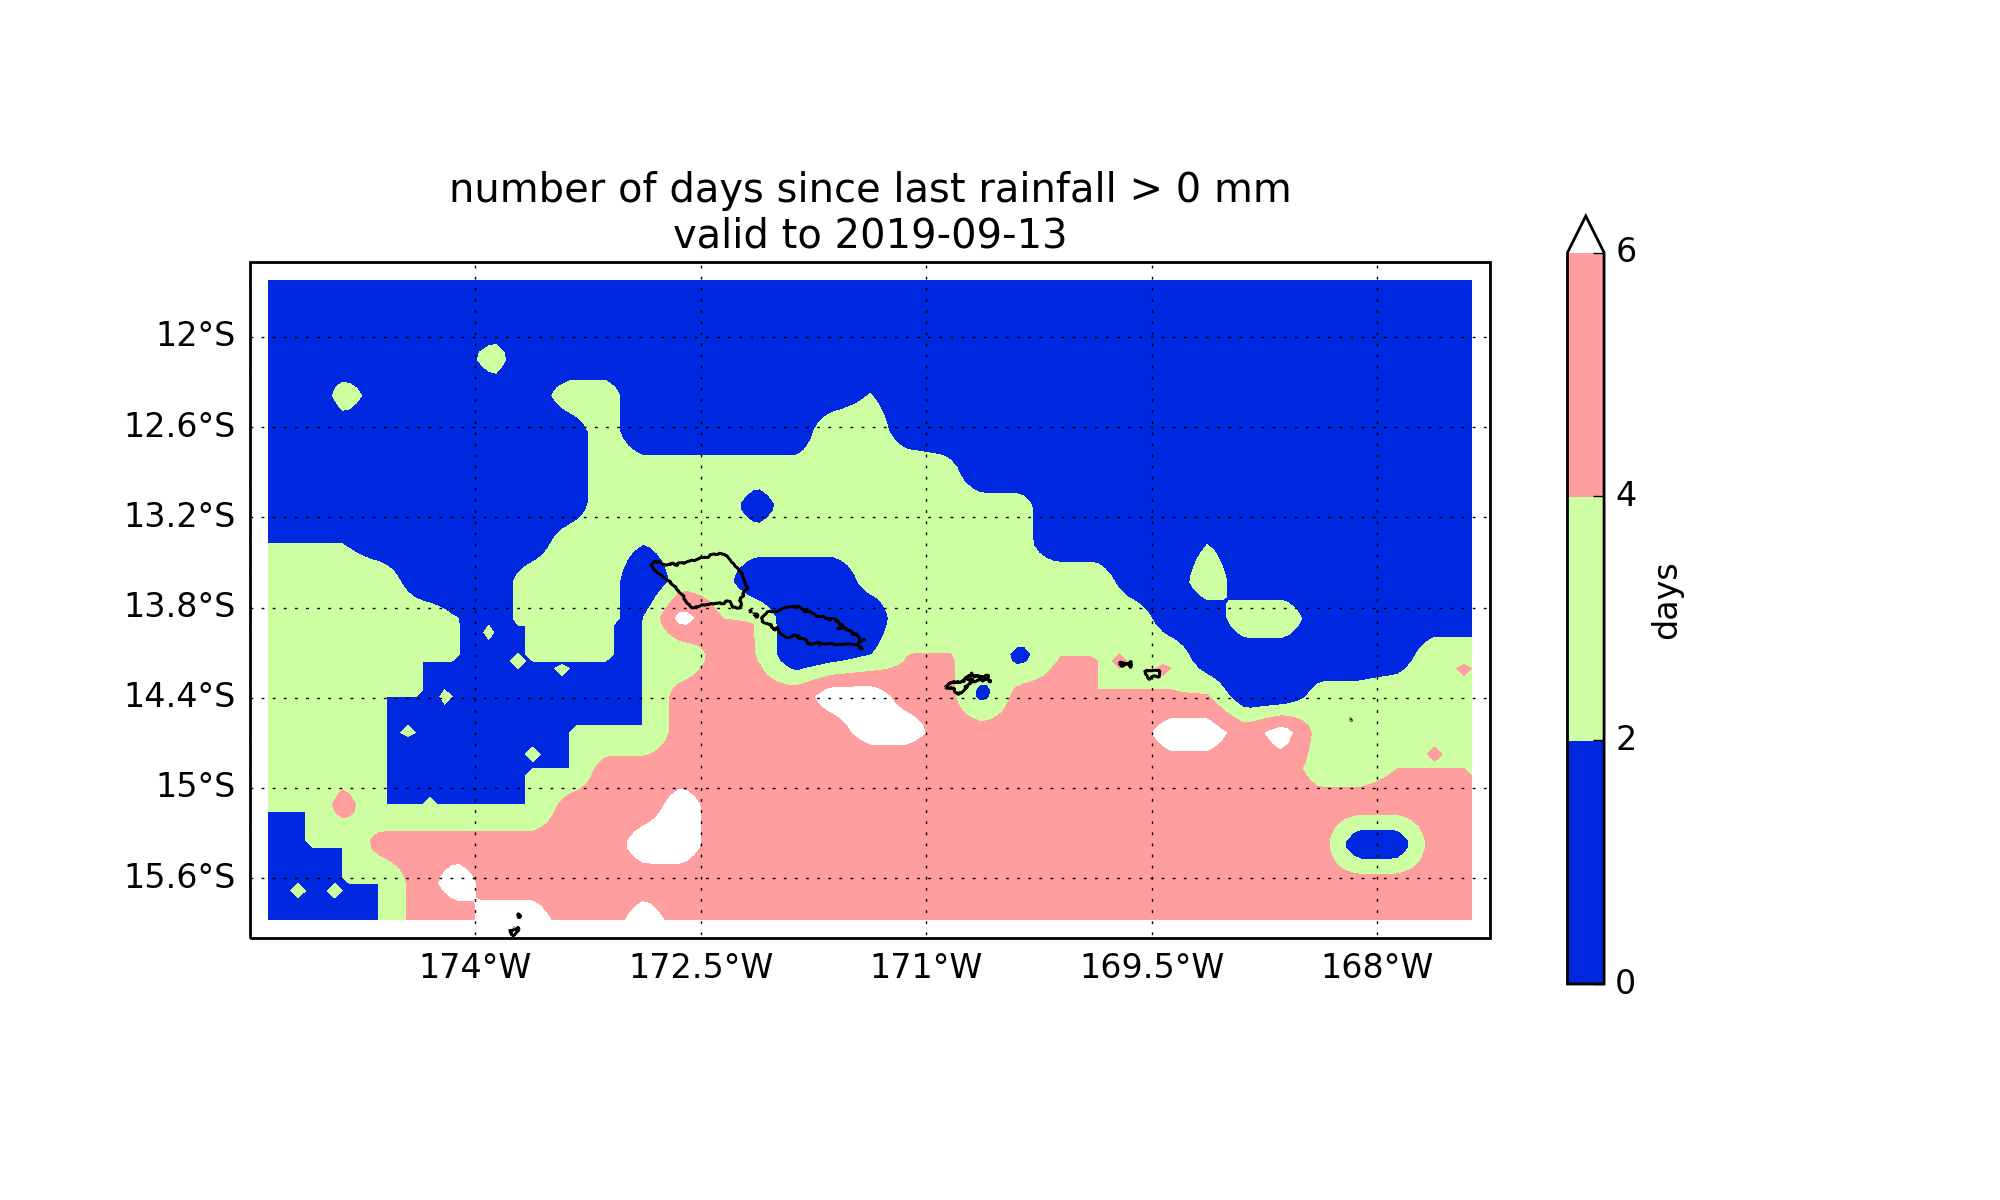 number of days since last rainfall > 0 mm
valid to 2019-09-13
12°S
12.6°S
13.2°S
13.8°S
14.4°S
15°S
15.6°S
174°W
172.5°W
171°W
169.5°W
168°W
6
4
2
0
days